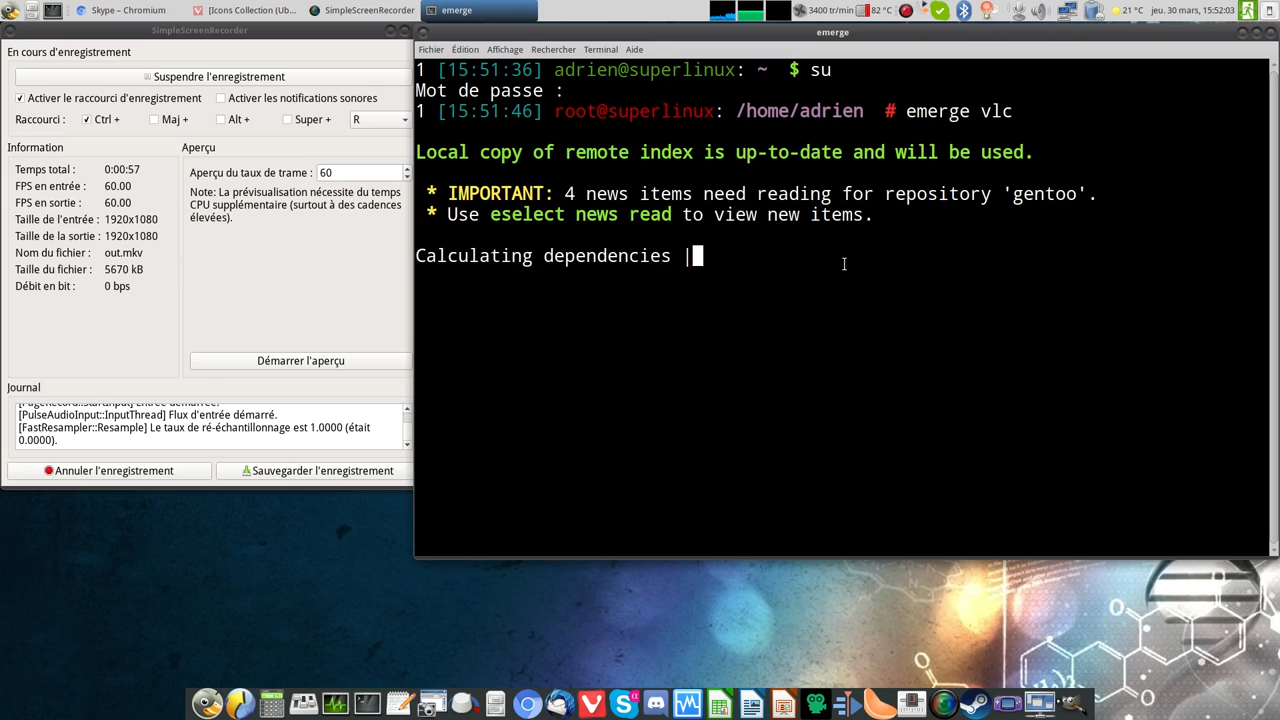 Skype – Chromium
[Icons Collection (Ub...
SimpleScreenRecorder
emerge
3400 tr/min
82 °C
21 °C
jeu. 30 mars, 15:52:03
SimpleScreenRecorder
En cours d'enregistrement
Suspendre l'enregistrement
Activer le raccourci d'enregistrement
Activer les notifications sonores
Raccourci :
Ctrl +
Maj +
Alt +
Super +
R
Information
Temps total : 0:00:57
FPS en entrée : 60.00
FPS en sortie : 60.00
Taille de l'entrée : 1920x1080
Taille de la sortie : 1920x1080
Nom du fichier : out.mkv
Taille du fichier : 5670 kB
Débit en bit : 0 bps
Aperçu
Aperçu du taux de trame : 60
Note: La prévisualisation nécessite du temps
CPU supplémentaire (surtout à des cadences
élevées).
Démarrer l'aperçu
Journal
[PageRecord::StartInput] Entrée démarrée.
[PulseAudioInput::InputThread] Flux d'entrée démarré.
[FastResampler::Resample] Le taux de ré-échantillonnage est 1.0000 (était
0.0000).
Annuler l'enregistrement
Sauvegarder l'enregistrement
emerge
Fichier Édition Affichage Rechercher Terminal Aide
1 [15:51:36] adrien@superlinux: ~ $ su
Mot de passe :
1 [15:51:46] root@superlinux: /home/adrien # emerge vlc
Local copy of remote index is up-to-date and will be used.
* IMPORTANT: 4 news items need reading for repository 'gentoo'.
* Use eselect news read to view new items.
Calculating dependencies |